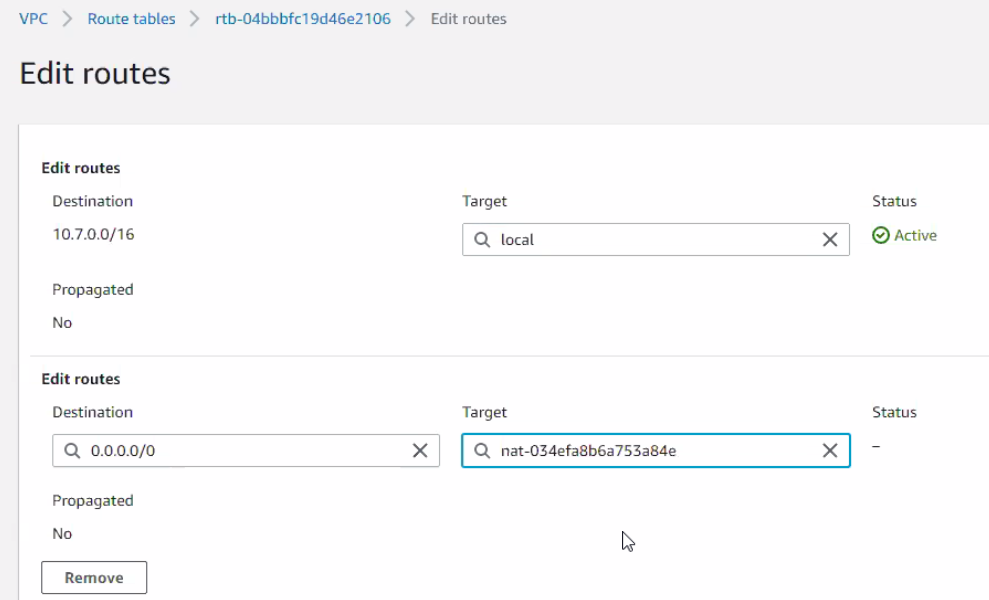 VPC > Route tables > rtb-04bbbfc19d46e2106 > Edit routes
Edit routes
Edit routes
Destination Target Status
10.7.0.0/16 local Active
Propagated
No
Edit routes
Destination Target Status
0.0.0.0/0 nat-034efa8b6a753a84e –
Propagated
No
Remove